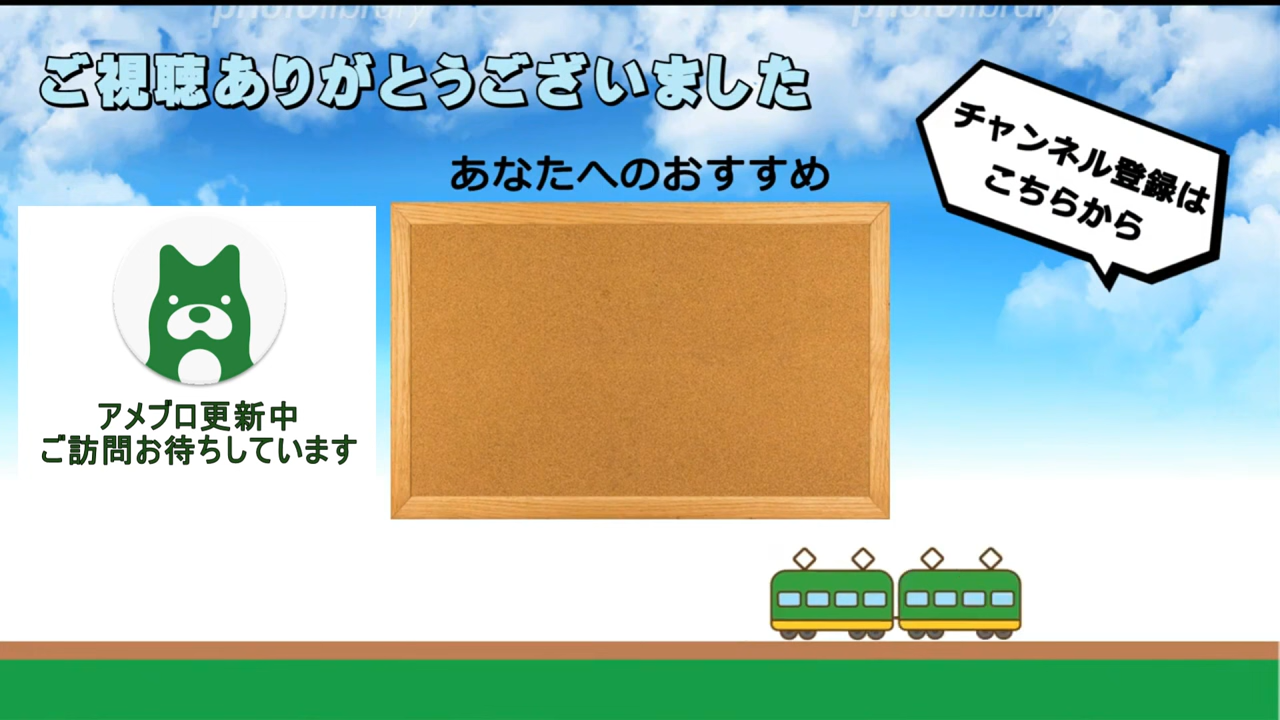 photolibrary photolibrary
ご視聴ありがとうございました
チャンネル登録は
こちらから
あなたへのおすすめ
アメブロ更新中
ご訪問お待ちしています